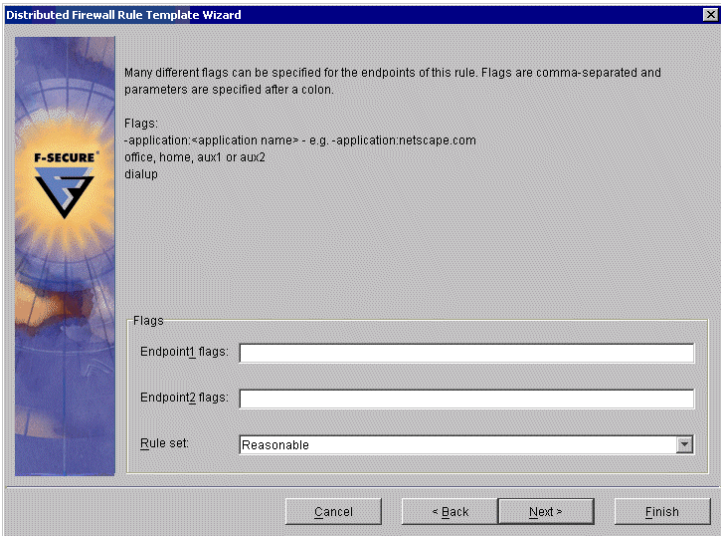 Distributed Firewall Rule Template Wizard
Many different flags can be specified for the endpoints of this rule. Flags are comma-separated and
parameters are specified after a colon.
Flags:
-application:<application name> - e.g. -application:netscape.com
office, home, aux1 or aux2
dialup
F-SECURE®
Flags
Endpoint1 flags:
Endpoint2 flags:
Rule set: Reasonable
Cancel < Back Next > Finish